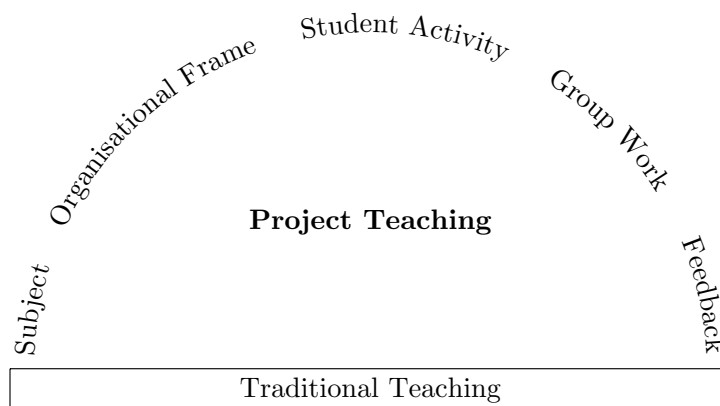 Subject
Organisational Frame
Student Activity
Group Work
Feedback
Project Teaching
Traditional Teaching